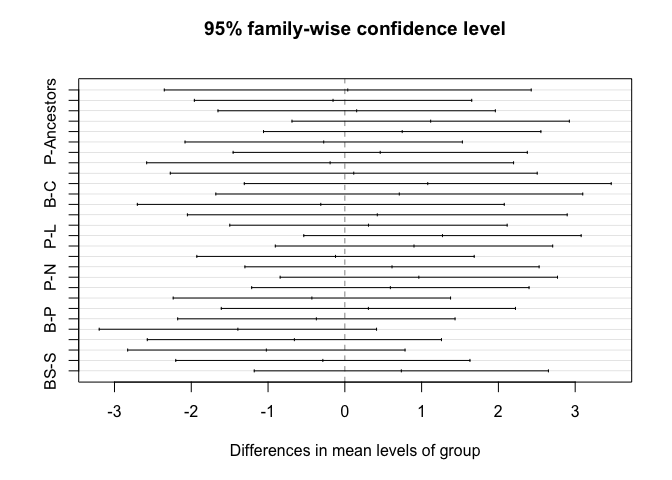 95% family-wise confidence level
P-Ancestors
B-C
P-L
P-N
B-P
BS-S
-3 -2 -1 0 1 2 3
Differences in mean levels of group